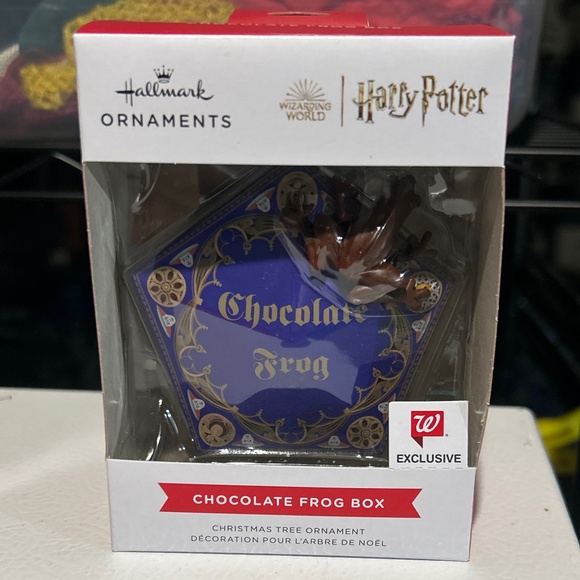 Hallmark
ORNAMENTS
WIZARDING
WORLD
Harry Potter
Chocolate
Frog
W
EXCLUSIVE
CHOCOLATE FROG BOX
CHRISTMAS TREE ORNAMENT
DÉCORATION POUR L'ARBRE DE NOËL